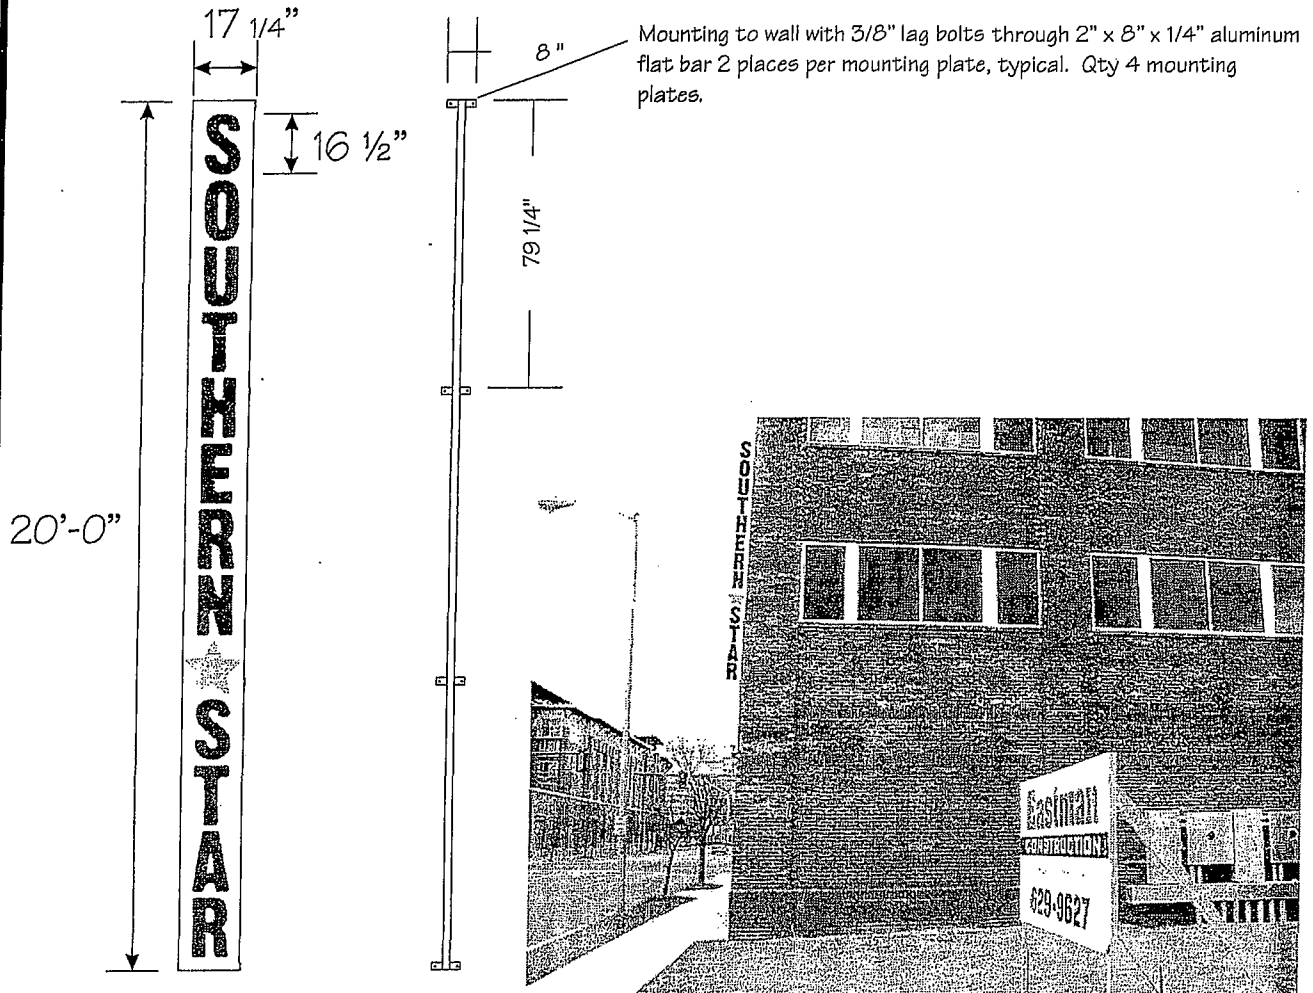 17 1/4”
16 ½”
20’-0”
SOUTHERN STAR
8"
79 1/4"
Mounting to wall with 3/8" lag bolts through 2" x 8" x 1/4" aluminum
flat bar 2 places per mounting plate, typical. Qty 4 mounting
plates.
SOUTHERN STAR
Eastman
CONSTRUCTION
629-9627